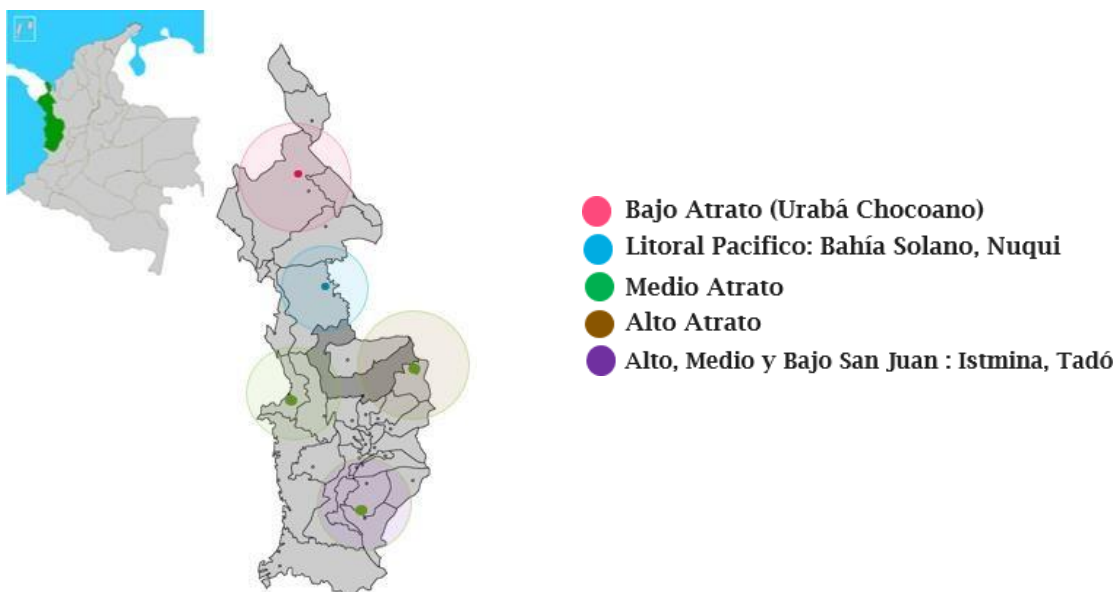 Bajo Atrato (Urabá Chocoano)
Litoral Pacifico: Bahía Solano, Nuqui
Medio Atrato
Alto Atrato
Alto, Medio y Bajo San Juan : Istmina, Tadó